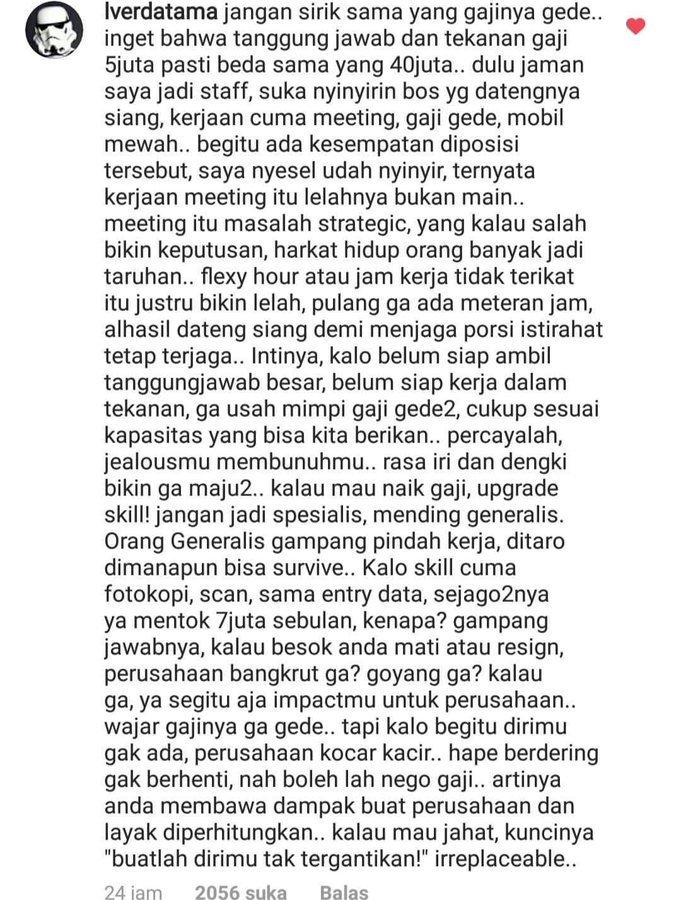 lverdatama jangan sirik sama yang gajinya gede..
inget bahwa tanggung jawab dan tekanan gaji
5juta pasti beda sama yang 40juta.. dulu jaman
saya jadi staff, suka nyinyirin bos yg datengnya
siang, kerjaan cuma meeting, gaji gede, mobil
mewah.. begitu ada kesempatan diposisi
tersebut, saya nyesel udah nyinyir, ternyata
kerjaan meeting itu lelahnya bukan main..
meeting itu masalah strategic, yang kalau salah
bikin keputusan, harkat hidup orang banyak jadi
taruhan.. flexy hour atau jam kerja tidak terikat
itu justru bikin lelah, pulang ga ada meteran jam,
alhasil dateng siang demi menjaga porsi istirahat
tetap terjaga.. Intinya, kalo belum siap ambil
tanggungjawab besar, belum siap kerja dalam
tekanan, ga usah mimpi gaji gede2, cukup sesuai
kapasitas yang bisa kita berikan.. percayalah,
jealousmu membunuhmu.. rasa iri dan dengki
bikin ga maju2.. kalau mau naik gaji, upgrade
skill! jangan jadi spesialis, mending generalis.
Orang Generalis gampang pindah kerja, ditaro
dimanapun bisa survive.. Kalo skill cuma
fotokopi, scan, sama entry data, sejago2nya
ya mentok 7juta sebulan, kenapa? gampang
jawabnya, kalau besok anda mati atau resign,
perusahaan bangkrut ga? goyang ga? kalau
ga, ya segitu aja impactmu untuk perusahaan..
wajar gajinya ga gede.. tapi kalo begitu dirimu
gak ada, perusahaan kocar kacir.. hape berdering
gak berhenti, nah boleh lah nego gaji.. artinya
anda membawa dampak buat perusahaan dan
layak diperhitungkan.. kalau mau jahat, kuncinya
"buatlah dirimu tak tergantikan!" irreplaceable..
24 jam 2056 suka Balas